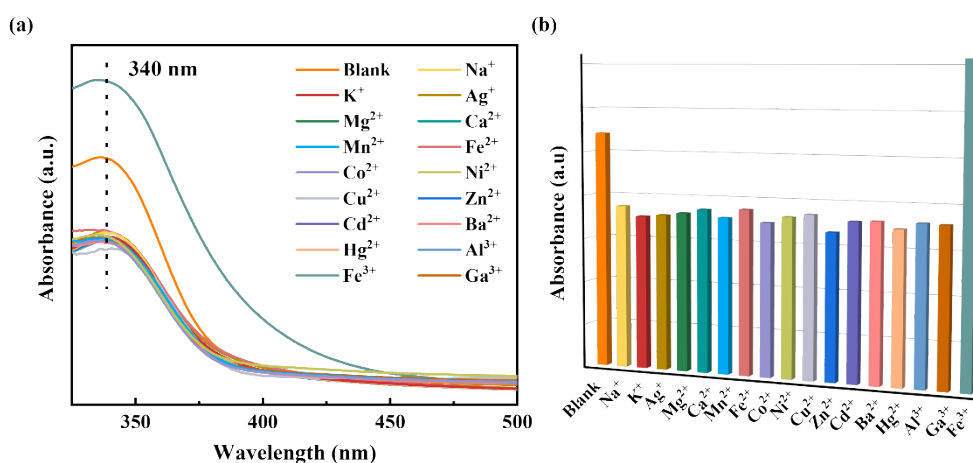 (a)
340 nm
Blank Na⁺
K⁺ Ag⁺
Mg²⁺ Ca²⁺
Mn²⁺ Fe²⁺
Co²⁺ Ni²⁺
Cu²⁺ Zn²⁺
Cd²⁺ Ba²⁺
Hg²⁺ Al³⁺
Fe³⁺ Ga³⁺
Absorbance (a.u.)
350 400 450 500
Wavelength (nm)
(b)
Absorbance (a.u)
Blank Na⁺ K⁺ Ag⁺ Mg²⁺ Ca²⁺ Mn²⁺ Fe²⁺ Co²⁺ Ni²⁺ Cu²⁺ Zn²⁺ Cd²⁺ Ba²⁺ Hg²⁺ Al³⁺ Ga³⁺ Fe³⁺